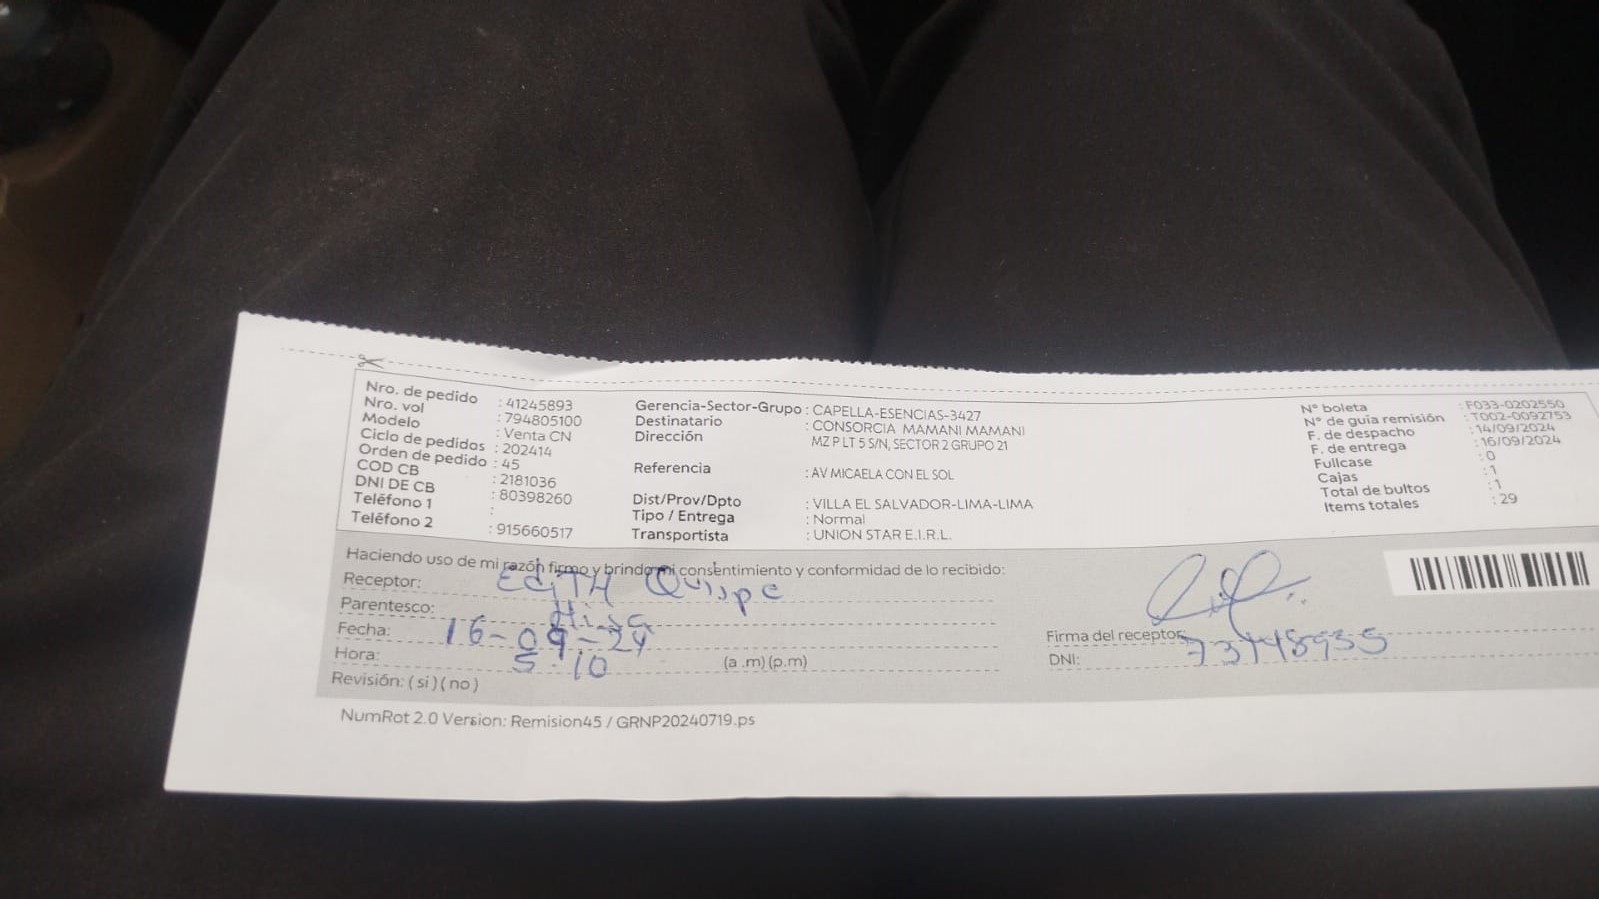 Nro. de pedido : 41245893
Nro. vol : 794805100
Modelo : Venta CN
Ciclo de pedidos : 202414
Orden de pedido : 45
COD CB : 2181036
DNI DE CB : 80398260
Teléfono 1 :
Teléfono 2 : 915660517
Gerencia-Sector-Grupo : CAPELLA-ESENCIAS-3427
Destinatario : CONSORCIA MAMANI MAMANI
Dirección MZ P LT 5 S/N, SECTOR 2 GRUPO 21
Referencia : AV MICAELA CON EL SOL
Dist/Prov/Dpto : VILLA EL SALVADOR-LIMA-LIMA
Tipo / Entrega : Normal
Transportista : UNION STAR E.I.R.L.
N° boleta : F033-0202550
N° de guía remisión : T002-0092753
F. de despacho : 14/09/2024
F. de entrega : 16/09/2024
Fullcase : 0
Cajas : 1
Total de bultos : 1
Items totales : 29
Haciendo uso de mi razón firmo y brindo mi consentimiento y conformidad de lo recibido:
Receptor: EdiTH Quispe
Parentesco: Hija
Fecha: 16-09-24
Hora: 5:10 (a .m) (p.m)
Revisión: ( si ) ( no )
Firma del receptor:
DNI:
NumRot 2.0 Version: Remision45 / GRNP20240719.ps